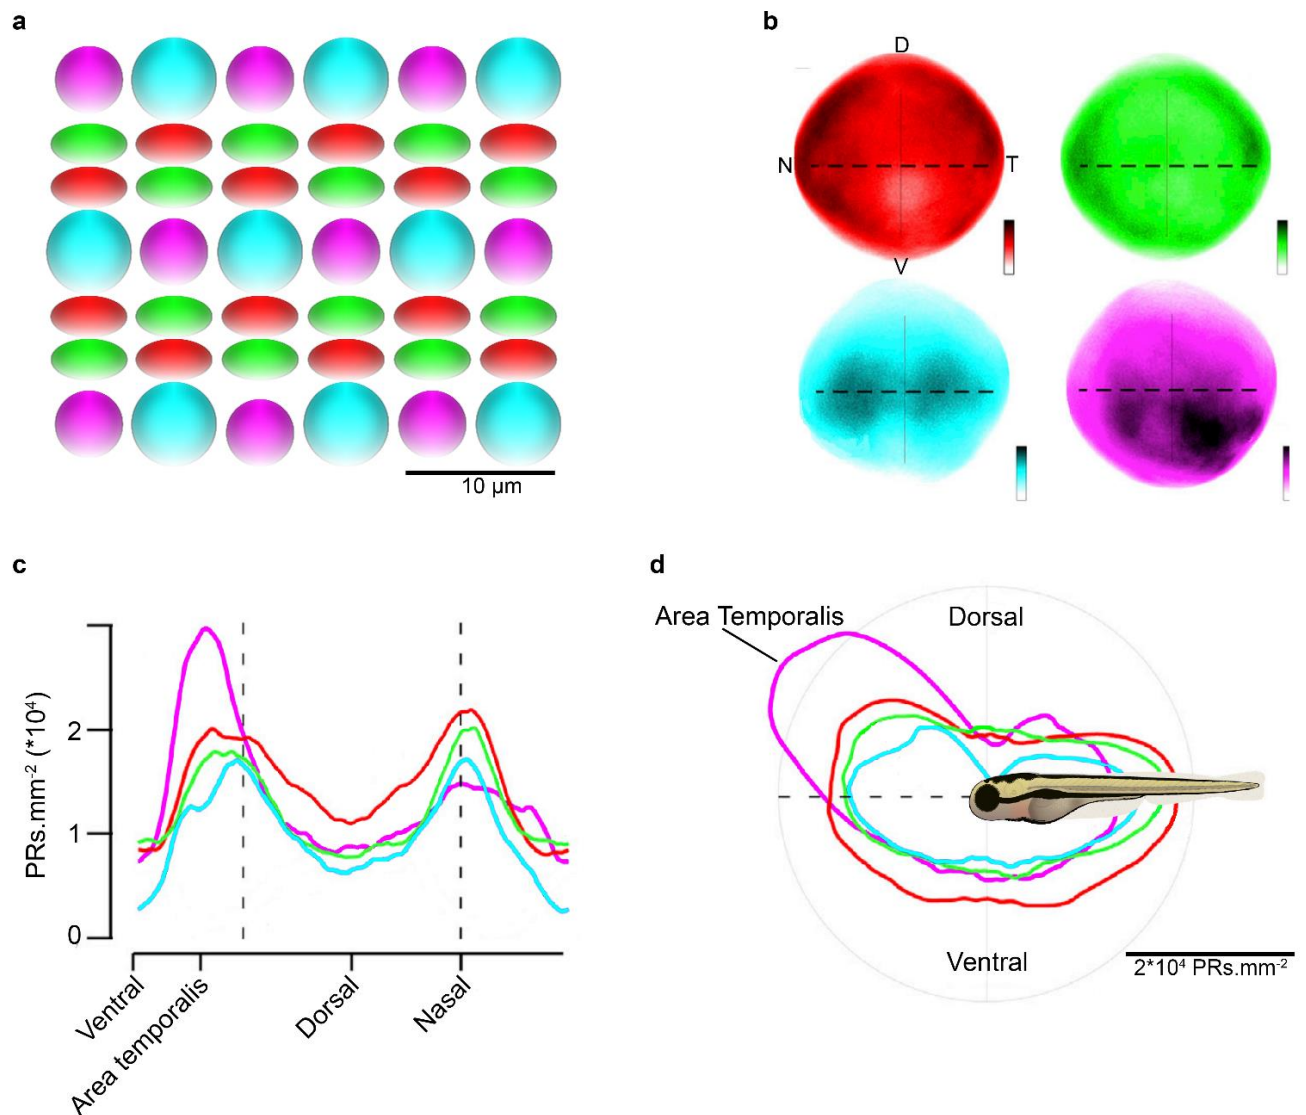 a
b
D
N
T
V
10 µm
c
d
PRs.mm⁻² (*10⁴)
2
1
0
Ventral
Area temporalis
Dorsal
Nasal
Area Temporalis
Dorsal
Ventral
2*10⁴ PRs.mm⁻²